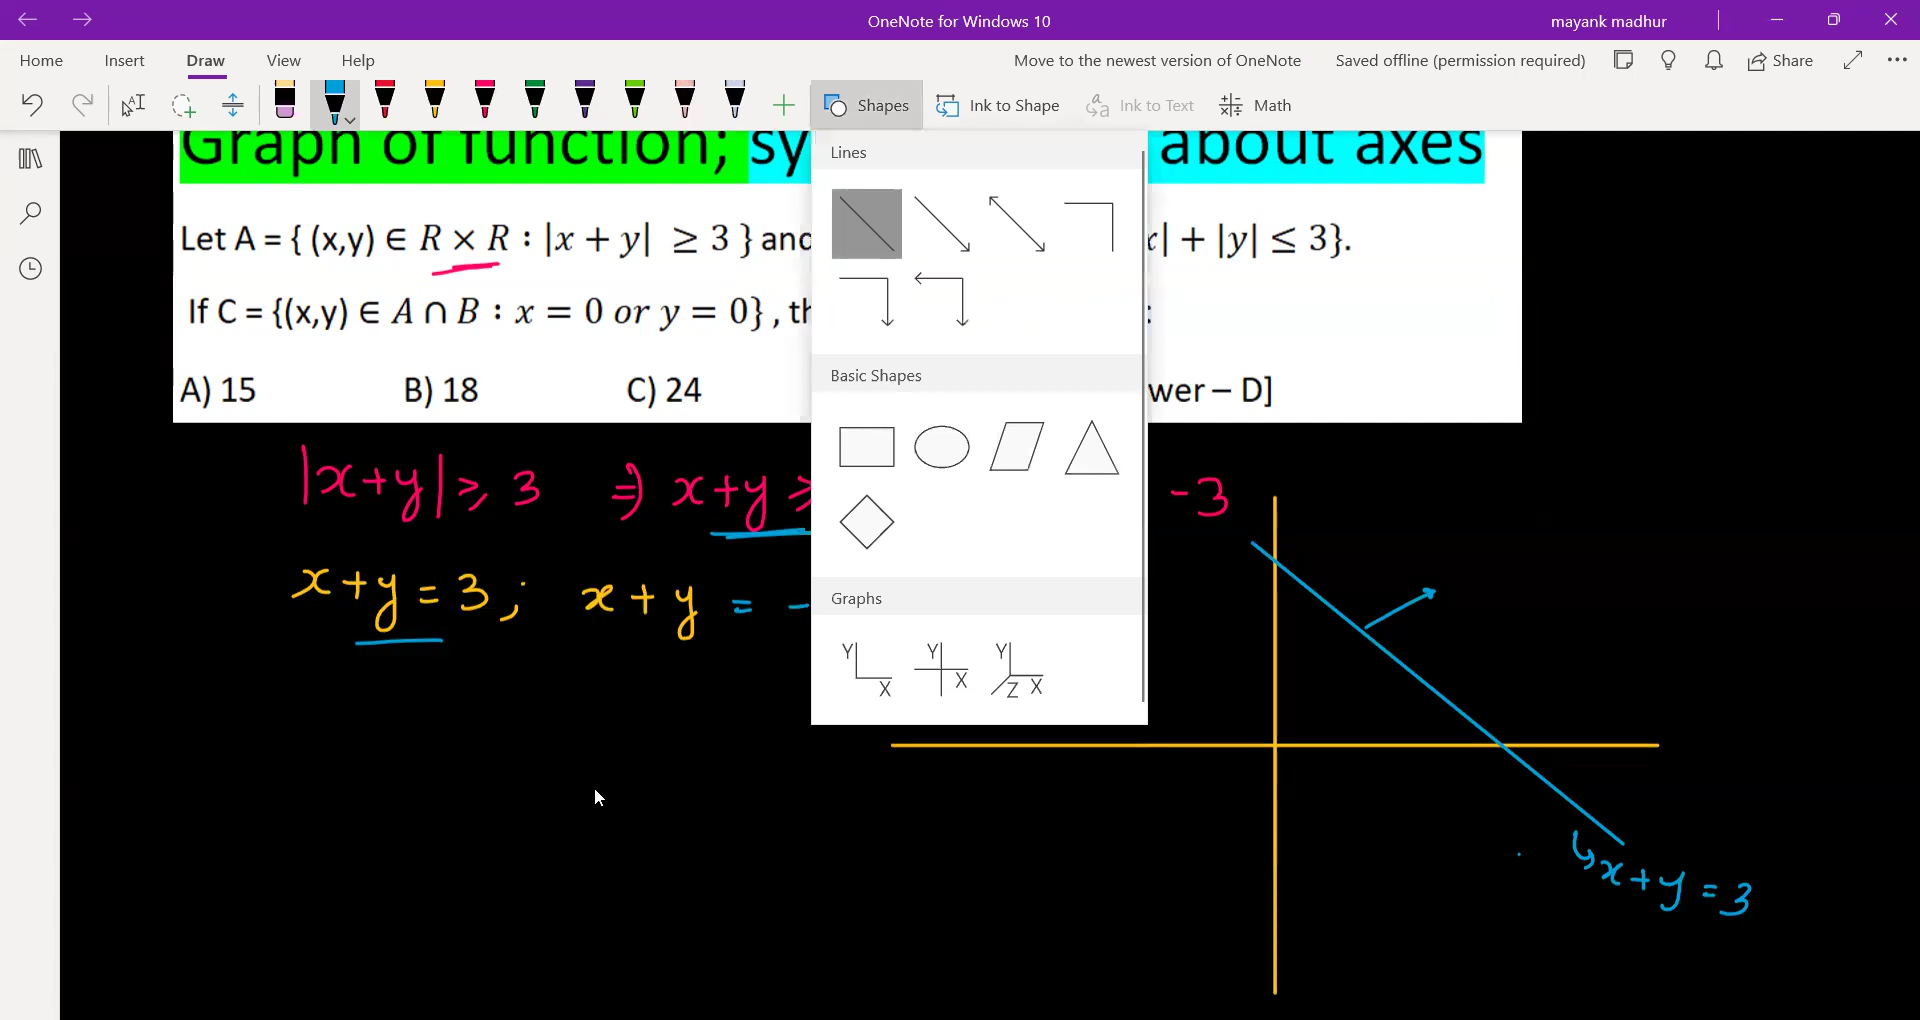 OneNote for Windows 10
mayank madhur
Home Insert Draw View Help
Move to the newest version of OneNote Saved offline (permission required) Share
Shapes Ink to Shape Ink to Text Math
Graph of function; sy about axes
Let A = { (x,y) ∈ R × R : |x + y| ≥ 3 } and x| + |y| ≤ 3}.
If C = {(x,y) ∈ A ∩ B : x = 0 or y = 0} , th :
A) 15 B) 18 C) 24 wer – D]
Lines
Basic Shapes
Graphs
Y X
Y X
Y Z X
|x+y| ≥ 3 ⇒ x+y ≥ -3
x+y = 3 ; x + y = -
↳ x+y = 3